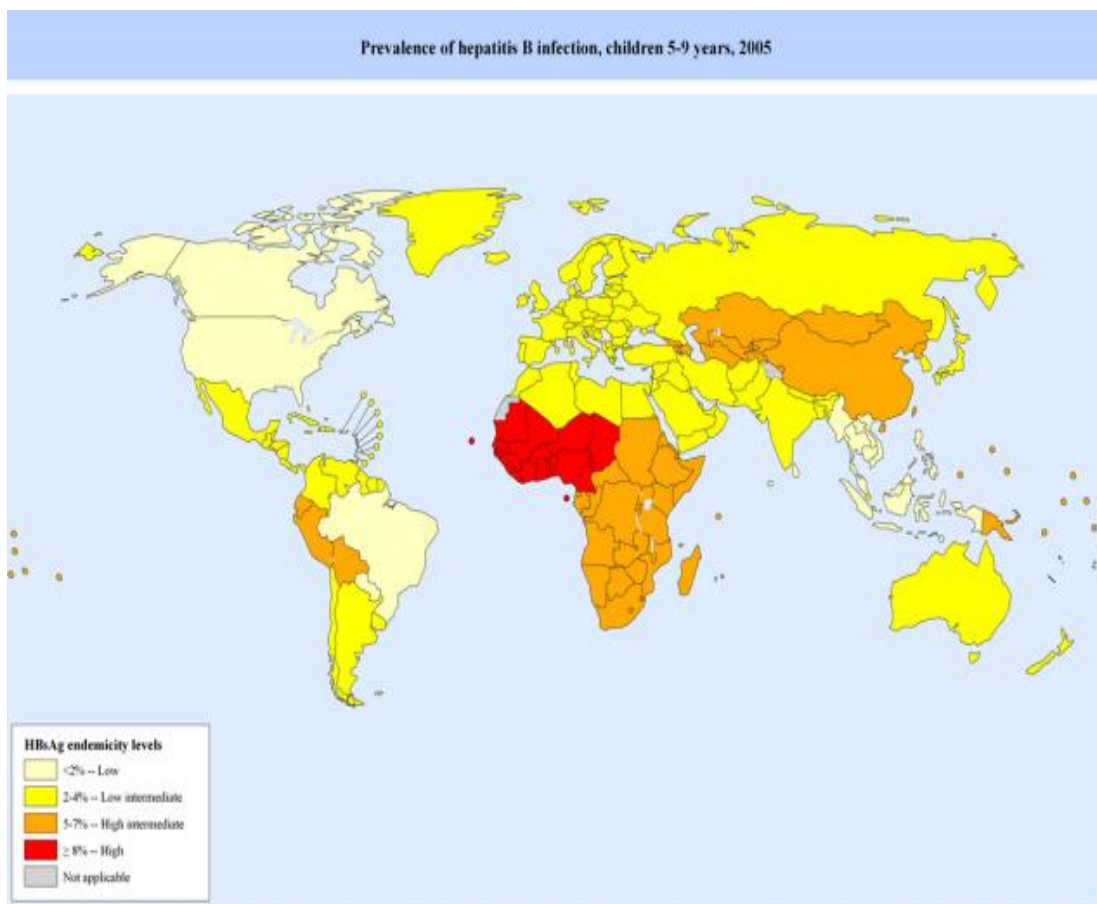 Prevalence of hepatitis B infection, children 5-9 years, 2005
HBsAg endemicity levels
<2% -- Low
2-4% -- Low intermediate
5-7% -- High intermediate
≥ 8% -- High
Not applicable